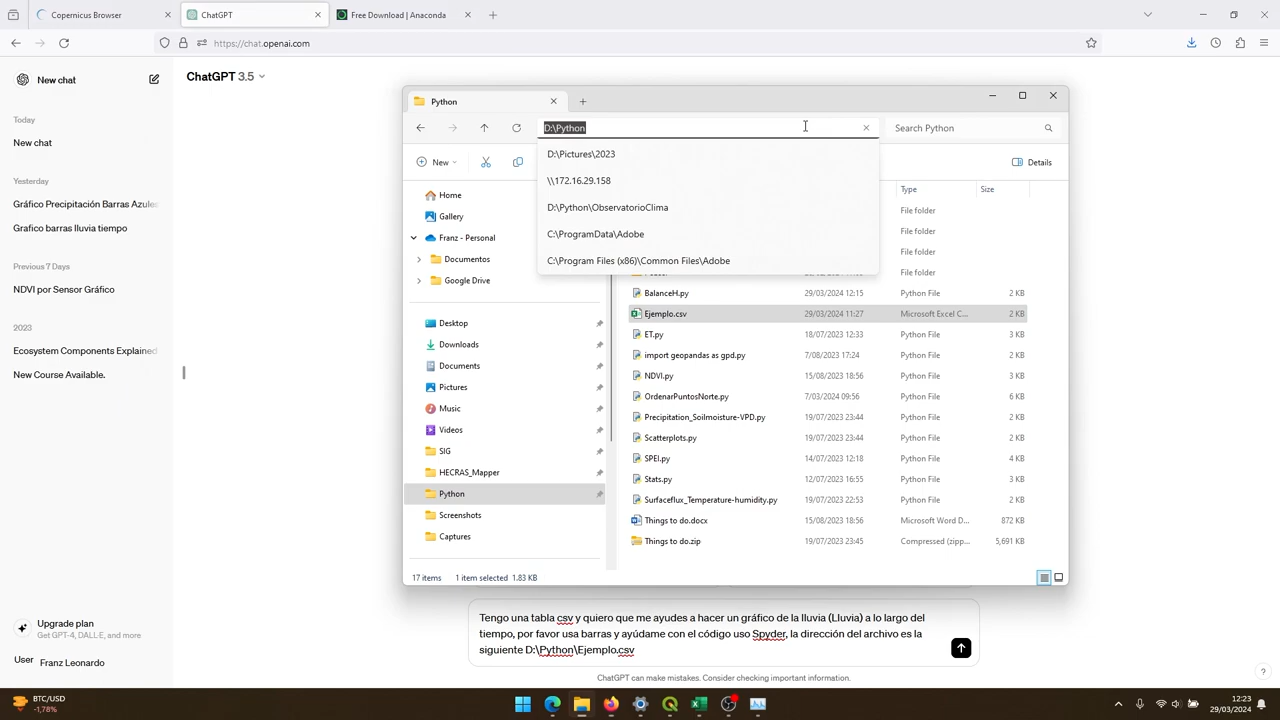 Copernicus Browser
ChatGPT
Free Download | Anaconda
https://chat.openai.com
New chat
ChatGPT 3.5
Today
New chat
Yesterday
Gráfico Precipitación Barras Azules
Grafico barras lluvia tiempo
Previous 7 Days
NDVI por Sensor Gráfico
2023
Ecosystem Components Explained
New Course Available.
Upgrade plan
Get GPT-4, DALL·E, and more
User
Franz Leonardo
Python
D:\Python
Search Python
New
Details
D:\Pictures\2023
\\172.16.29.158
D:\Python\ObservatorioClima
C:\ProgramData\Adobe
C:\Program Files (x86)\Common Files\Adobe
Home
Gallery
Franz - Personal
Documentos
Google Drive
Desktop
Downloads
Documents
Pictures
Music
Videos
SIG
HECRAS_Mapper
Python
Screenshots
Captures
Type Size
File folder
File folder
File folder
File folder
BalanceH.py 29/03/2024 12:15 Python File 2 KB
Ejemplo.csv 29/03/2024 11:27 Microsoft Excel C... 2 KB
ET.py 18/07/2023 12:33 Python File 2 KB
import geopandas as gpd.py 7/08/2023 17:24 Python File 2 KB
NDVI.py 15/08/2023 18:56 Python File 3 KB
OrdenarPuntosNorte.py 7/03/2024 09:56 Python File 6 KB
Precipitation_Soilmoisture-VPD.py 19/07/2023 23:44 Python File 2 KB
Scatterplots.py 19/07/2023 23:44 Python File 2 KB
SPEI.py 14/07/2023 12:18 Python File 4 KB
Stats.py 12/07/2023 16:55 Python File 3 KB
Surfaceflux_Temperature-humidity.py 19/07/2023 22:53 Python File 2 KB
Things to do.docx 15/08/2023 18:56 Microsoft Word D... 872 KB
Things to do.zip 19/07/2023 23:45 Compressed (zipp... 5,691 KB
17 items 1 item selected 1.83 KB
Tengo una tabla csv y quiero que me ayudes a hacer un gráfico de la lluvia (Lluvia) a lo largo del
tiempo, por favor usa barras y ayúdame con el código uso Spyder, la dirección del archivo es la
siguiente D:\Python\Ejemplo.csv
ChatGPT can make mistakes. Consider checking important information.
?
BTC/USD
-1,78%
12:23
29/03/2024